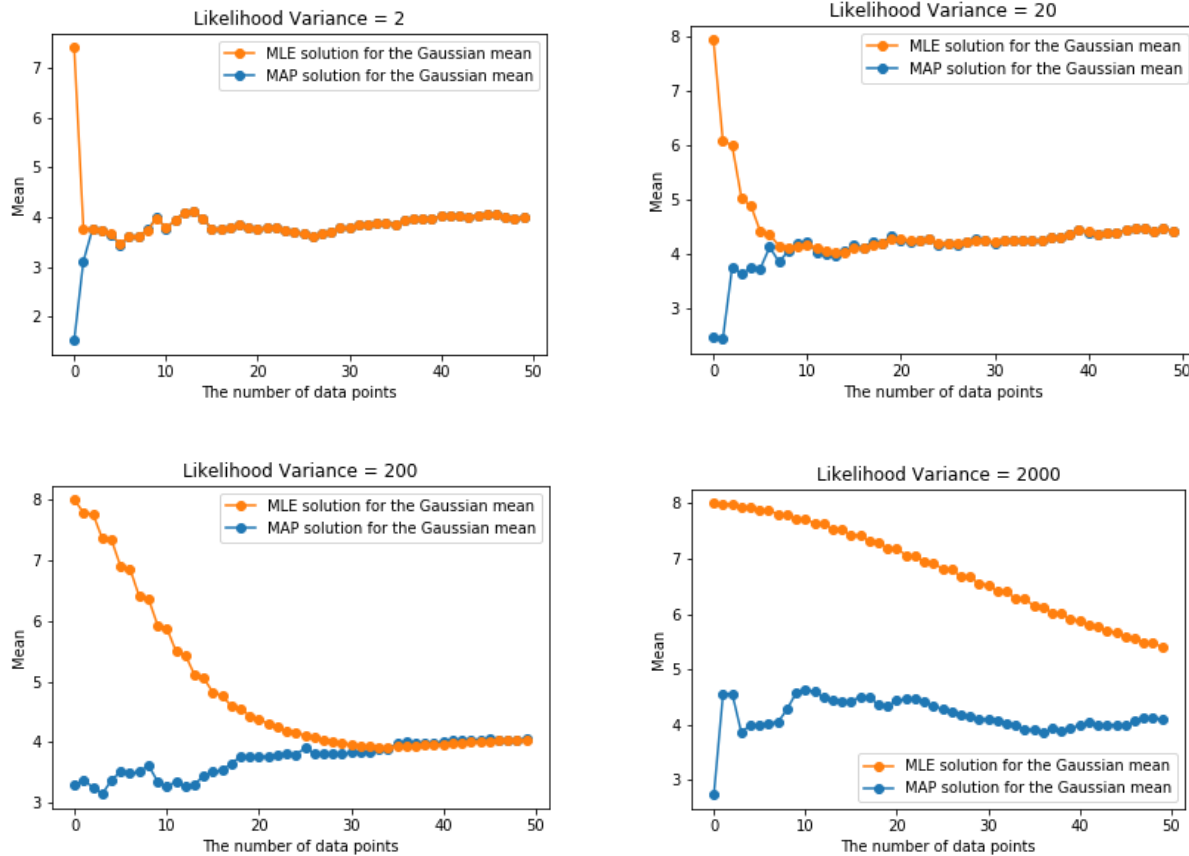 Likelihood Variance = 2
MLE solution for the Gaussian mean
MAP solution for the Gaussian mean
7
6
5
4
3
2
Mean
0 10 20 30 40 50
The number of data points
Likelihood Variance = 20
MLE solution for the Gaussian mean
MAP solution for the Gaussian mean
8
7
6
5
4
3
Mean
0 10 20 30 40 50
The number of data points
Likelihood Variance = 200
MLE solution for the Gaussian mean
MAP solution for the Gaussian mean
8
7
6
5
4
3
Mean
0 10 20 30 40 50
The number of data points
Likelihood Variance = 2000
8
7
6
5
4
3
Mean
MLE solution for the Gaussian mean
MAP solution for the Gaussian mean
0 10 20 30 40 50
The number of data points